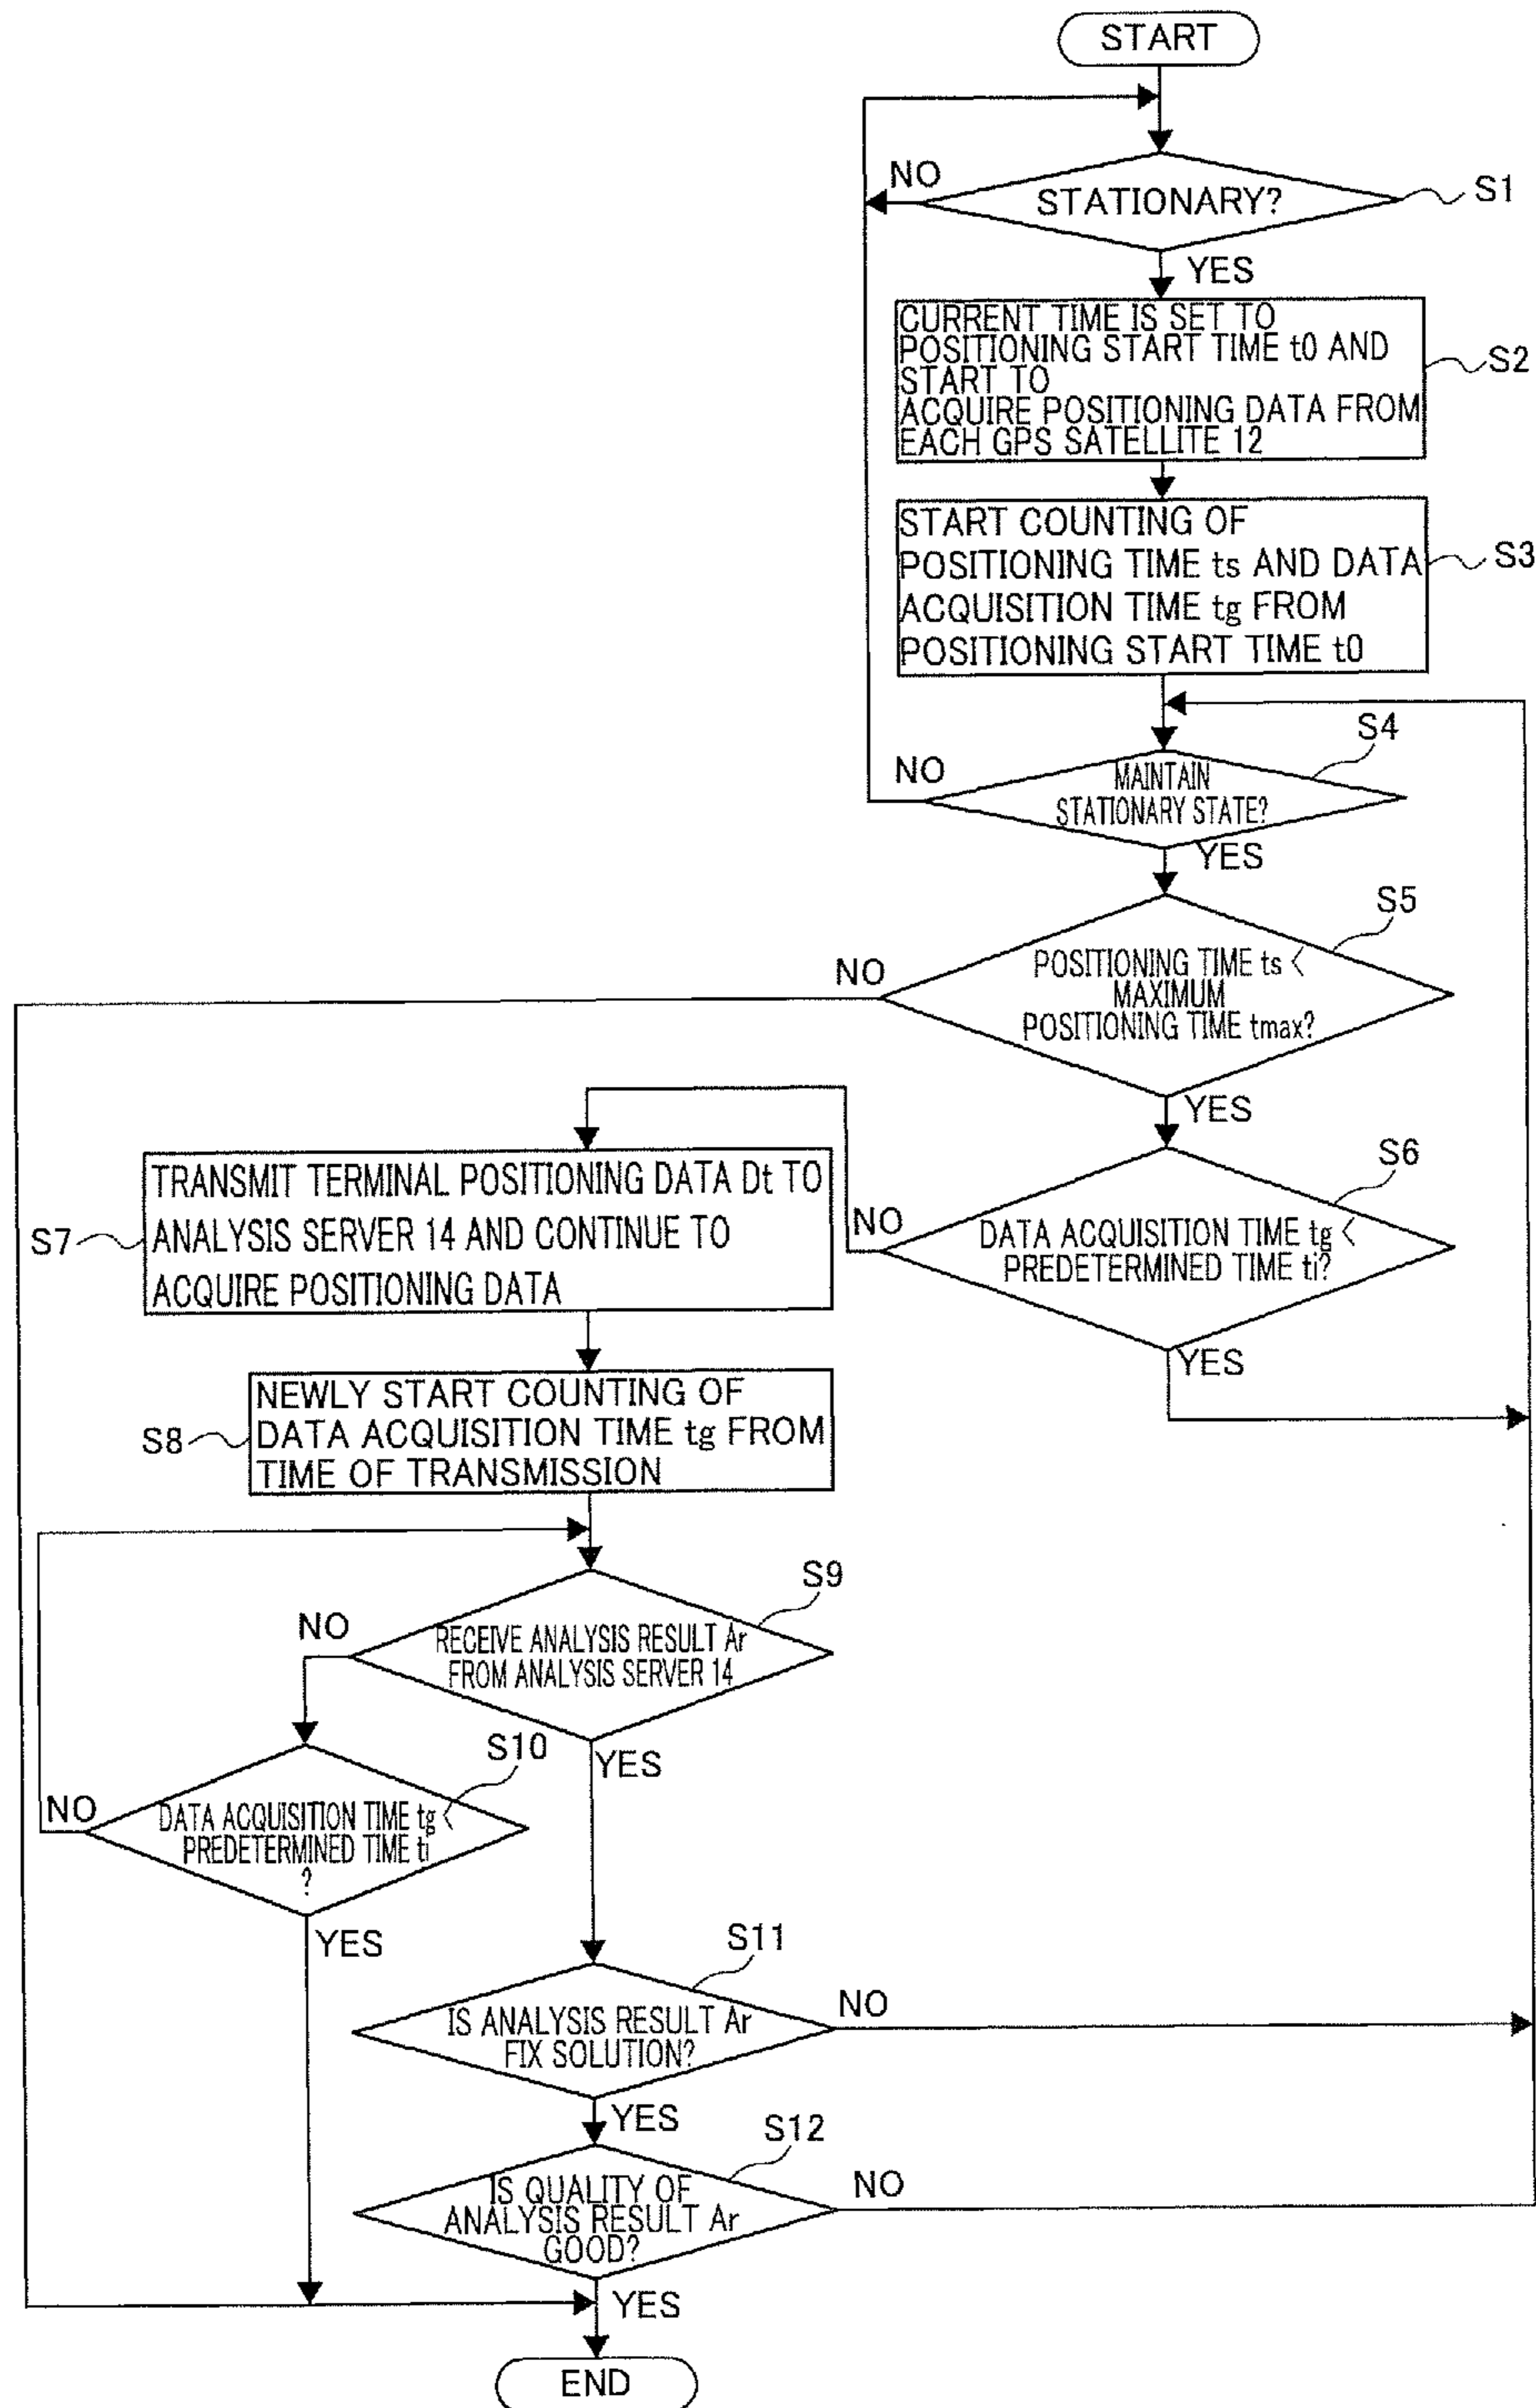 START
NO
STATIONARY?
S1
YES
CURRENT TIME IS SET TO
POSITIONING START TIME t0 AND
START TO
ACQUIRE POSITIONING DATA FROM
EACH GPS SATELLITE 12
S2
START COUNTING OF
POSITIONING TIME ts AND DATA
ACQUISITION TIME tg FROM
POSITIONING START TIME t0
S3
S4
NO
MAINTAIN
STATIONARY STATE?
YES
S5
NO
POSITIONING TIME ts <
MAXIMUM
POSITIONING TIME tmax?
YES
S6
NO
DATA ACQUISITION TIME tg <
PREDETERMINED TIME ti?
YES
S7
TRANSMIT TERMINAL POSITIONING DATA Dt TO
ANALYSIS SERVER 14 AND CONTINUE TO
ACQUIRE POSITIONING DATA
S8
NEWLY START COUNTING OF
DATA ACQUISITION TIME tg FROM
TIME OF TRANSMISSION
S9
NO
RECEIVE ANALYSIS RESULT Ar
FROM ANALYSIS SERVER 14
YES
S10
NO
DATA ACQUISITION TIME tg <
PREDETERMINED TIME ti
?
YES
S11
IS ANALYSIS RESULT Ar
FIX SOLUTION?
NO
YES
S12
IS QUALITY OF
ANALYSIS RESULT Ar
GOOD?
NO
YES
END